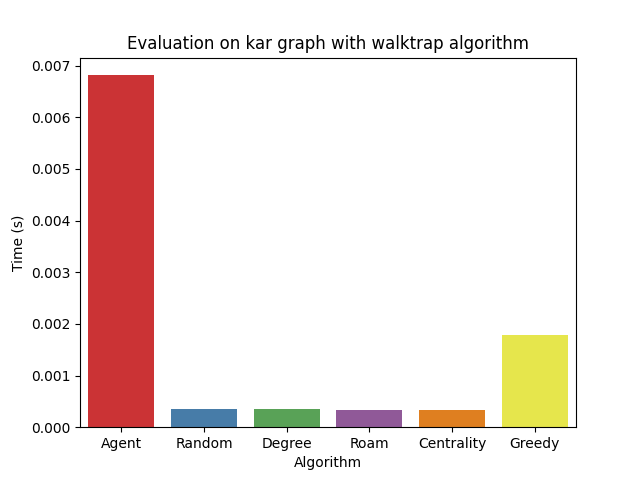 Evaluation on kar graph with walktrap algorithm
0.007
0.006
0.005
0.004
0.003
0.002
0.001
0.000
Time (s)
Agent Random Degree Roam Centrality Greedy
Algorithm